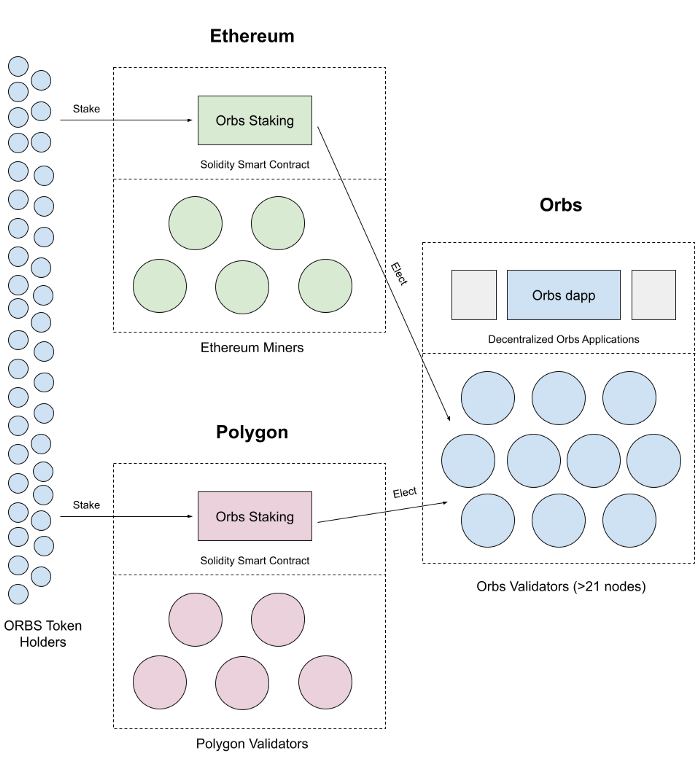 Ethereum
Stake
Orbs Staking
Solidity Smart Contract
Elect
Ethereum Miners
Orbs
Orbs dapp
Decentralized Orbs Applications
Polygon
Stake
Orbs Staking
Elect
Solidity Smart Contract
Orbs Validators (>21 nodes)
ORBS Token
Holders
Polygon Validators